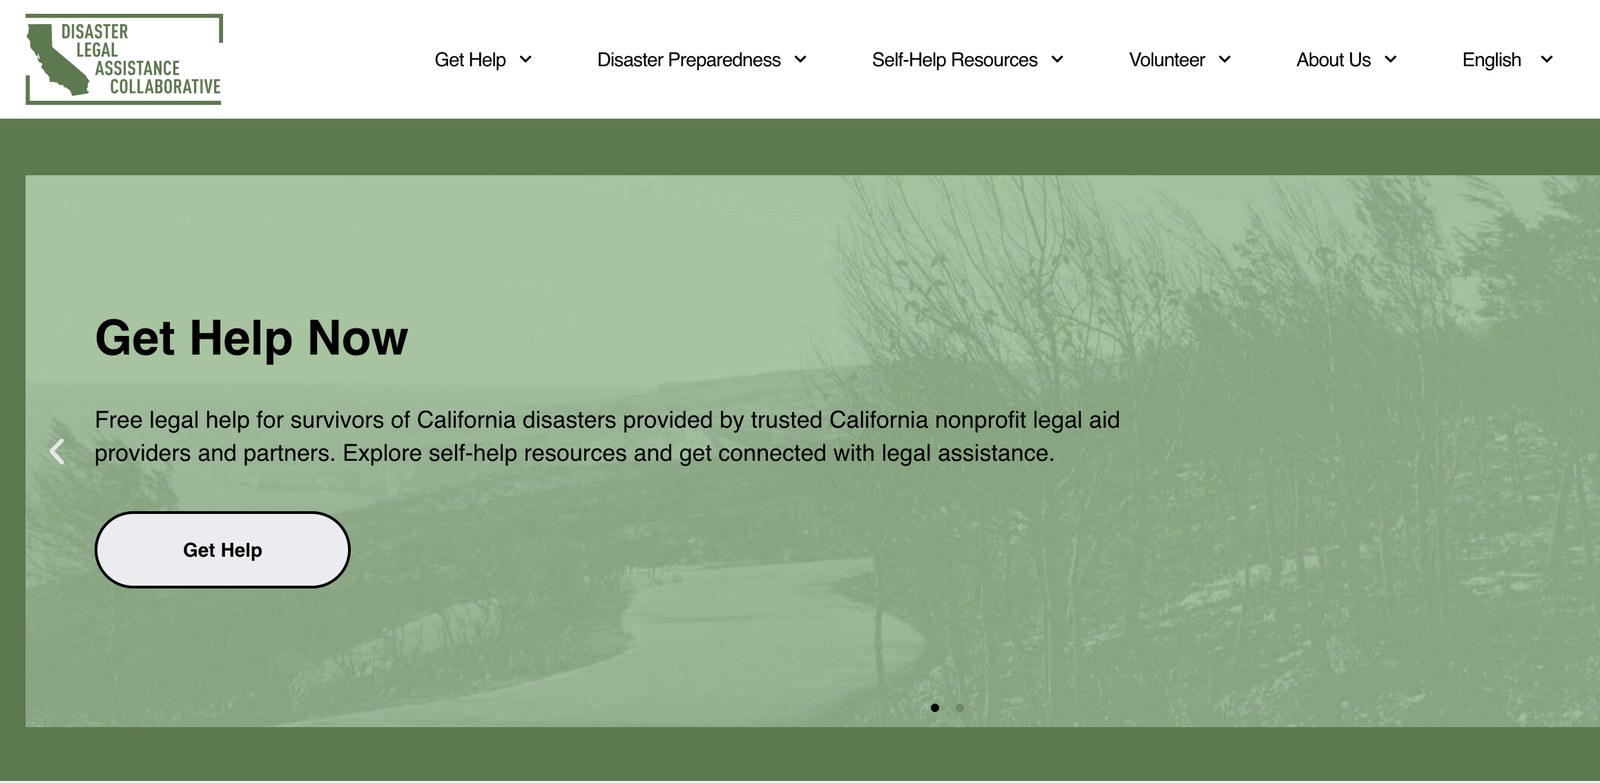 DISASTER
LEGAL
ASSISTANCE
COLLABORATIVE
Get Help
Disaster Preparedness
Self-Help Resources
Volunteer
About Us
English
Get Help Now
Free legal help for survivors of California disasters provided by trusted California nonprofit legal aid
providers and partners. Explore self-help resources and get connected with legal assistance.
Get Help